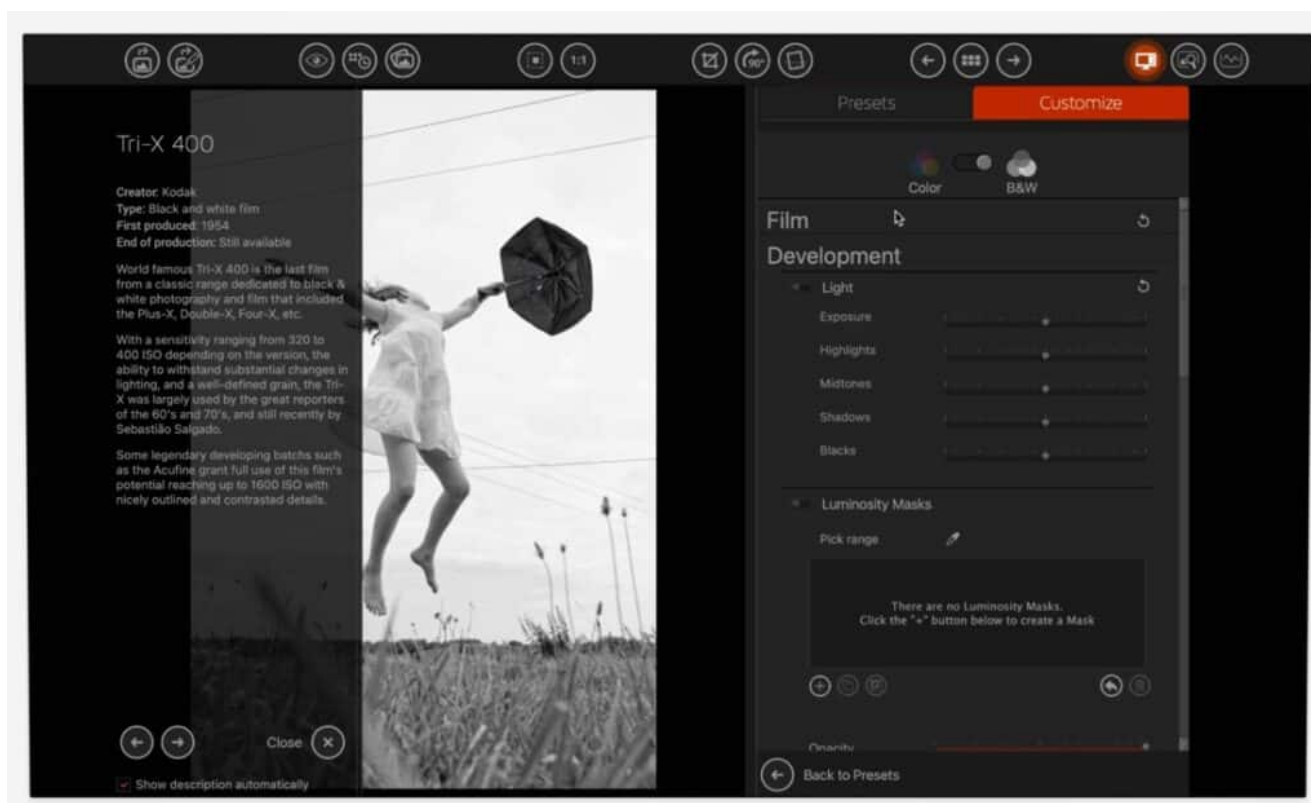 90°
1:1
Tri-X 400
Creator: Kodak
Type: Black and white film
First produced: 1954
End of production: Still available
World famous Tri-X 400 is the last film
from a classic range dedicated to black &
white photography and film that included
the Plus-X, Double-X, Four-X, etc.
With a sensitivity ranging from 320 to
400 ISO depending on the version, the
ability to withstand substantial changes in
lighting, and a well-defined grain, the Tri-
X was largely used by the great reporters
of the 60's and 70's, and still recently by
Sebastião Salgado.
Some legendary developing batchs such
as the Acufine grant full use of this film's
potential reaching up to 1600 ISO with
nicely outlined and contrasted details.
Close
Show description automatically
Presets
Customize
Color
B&W
Film
Development
Light
Exposure
Highlights
Midtones
Shadows
Blacks
Luminosity Masks
Pick range
There are no Luminosity Masks.
Click the "+" button below to create a Mask
Opacity
Back to Presets